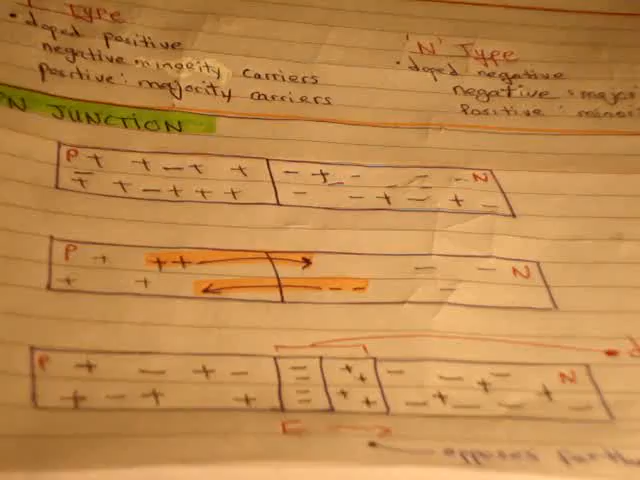 Type
• doped positive
negative minority carriers
positive: majority carriers
'N' Type
• doped negative
negative: major
Positive: minor
PN JUNCTION
P + + - + + - + - - - - N
+ + - + + + - - + - + -
P + + + - - N
+ + - - -
P + - + - - + - - - N
+ - + + - + - + - + - -
E
opposes furth